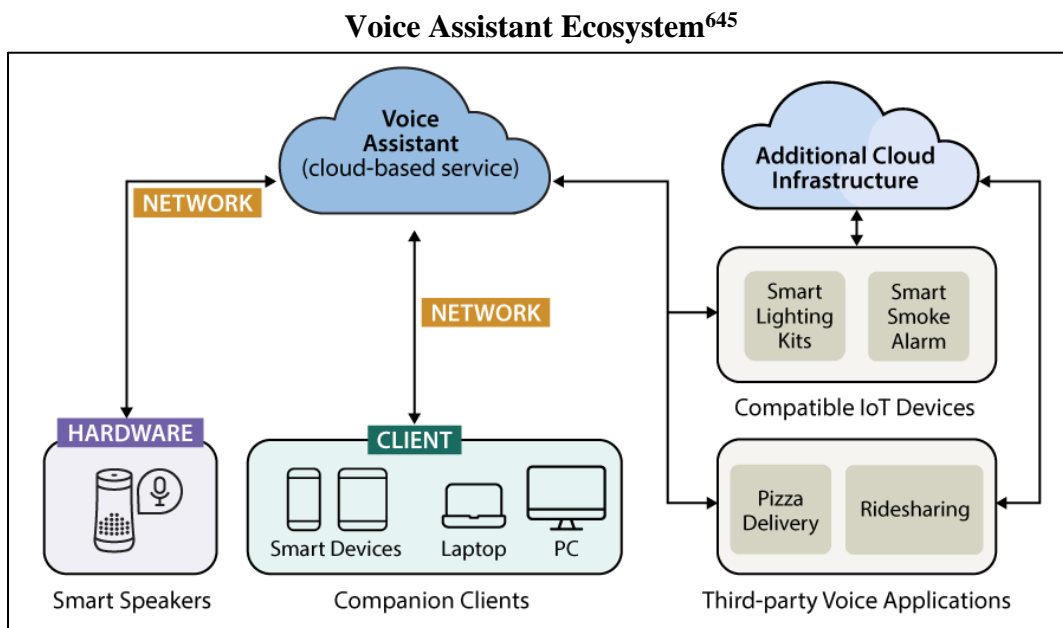 Voice Assistant Ecosystem645
Voice
Assistant
(cloud-based service)
Additional Cloud
Infrastructure
NETWORK
NETWORK
Smart
Lighting
Kits
Smart
Smoke
Alarm
Compatible IoT Devices
HARDWARE
Smart Speakers
CLIENT
Smart Devices
Laptop
PC
Companion Clients
Pizza
Delivery
Ridesharing
Third-party Voice Applications